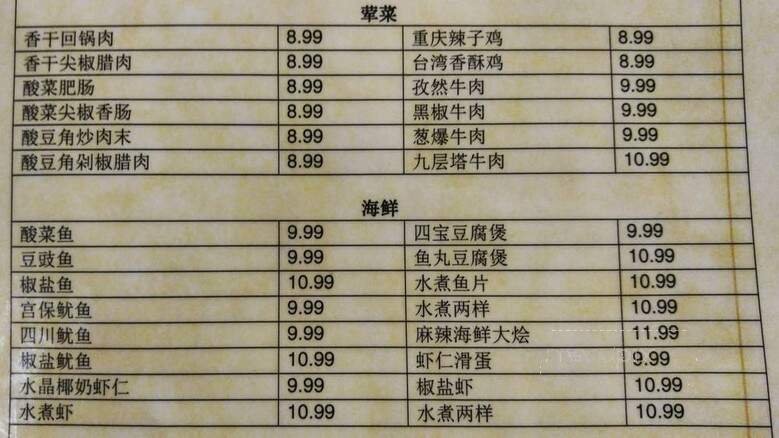 荤菜
香干回锅肉 8.99 重庆辣子鸡 8.99
香干尖椒腊肉 8.99 台湾香酥鸡 8.99
酸菜肥肠 8.99 孜然牛肉 9.99
酸菜尖椒香肠 8.99 黑椒牛肉 9.99
酸豆角炒肉末 8.99 葱爆牛肉 9.99
酸豆角剁椒腊肉 8.99 九层塔牛肉 10.99
海鲜
酸菜鱼 9.99 四宝豆腐煲 9.99
豆豉鱼 9.99 鱼丸豆腐煲 10.99
椒盐鱼 10.99 水煮鱼片 10.99
宫保鱿鱼 9.99 水煮两样 10.99
四川鱿鱼 9.99 麻辣海鲜大烩 11.99
椒盐鱿鱼 10.99 虾仁滑蛋 9.99
水晶椰奶虾仁 9.99 椒盐虾 10.99
水煮虾 10.99 水煮两样 10.99